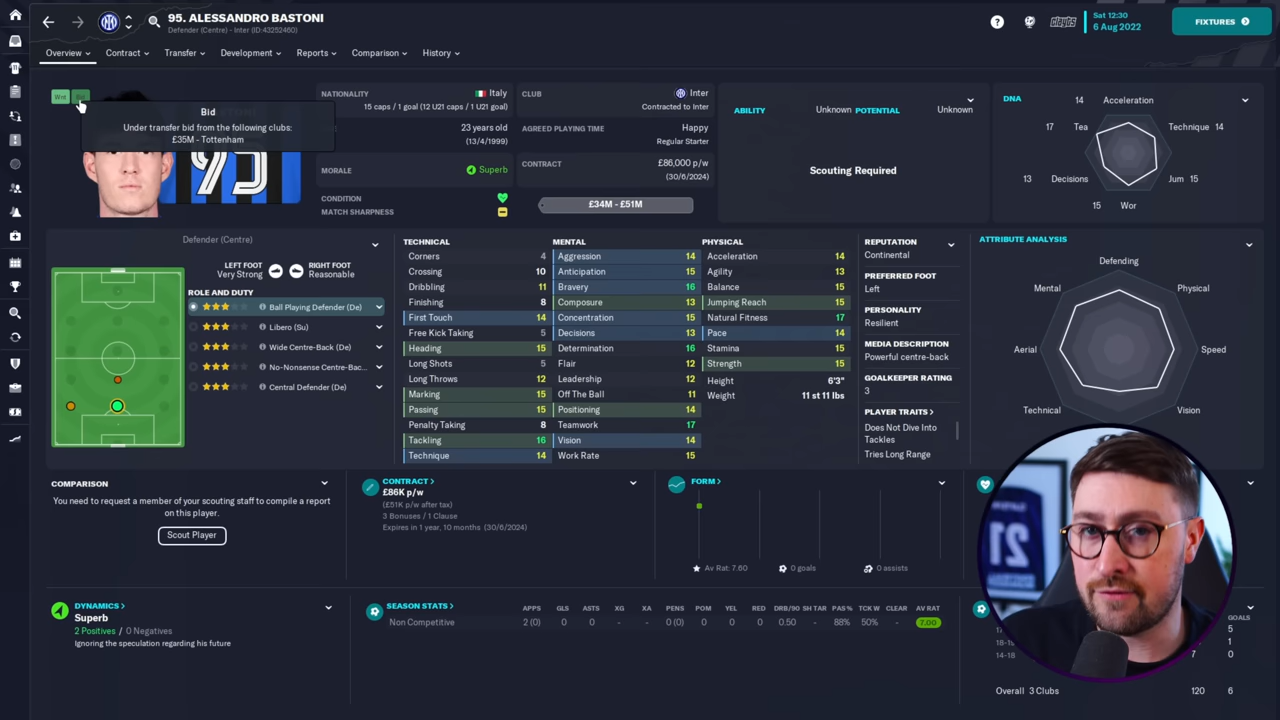 95. ALESSANDRO BASTONI
Defender (Centre) - Inter (ID:43252460)
Sat 12:30
6 Aug 2022
FIXTURES
Overview
Contract
Transfer
Development
Reports
Comparison
History
Wnt
Bid
Under transfer bid from the following clubs:
£35M - Tottenham
95
NATIONALITY
Italy
15 caps / 1 goal (12 U21 caps / 1 U21 goal)
23 years old
(13/4/1999)
MORALE
Superb
CONDITION
MATCH SHARPNESS
CLUB
Inter
Contracted to Inter
AGREED PLAYING TIME
Happy
Regular Starter
CONTRACT
£86,000 p/w
(30/6/2024)
£34M - £51M
ABILITY
Unknown
POTENTIAL
Unknown
Scouting Required
DNA
14 Acceleration
17 Tea
Technique 14
13 Decisions
Jum 15
15 Wor
Defender (Centre)
LEFT FOOT
Very Strong
RIGHT FOOT
Reasonable
ROLE AND DUTY
Ball Playing Defender (De)
Libero (Su)
Wide Centre-Back (De)
No-Nonsense Centre-Bac...
Central Defender (De)
TECHNICAL
Corners 4
Crossing 10
Dribbling 11
Finishing 8
First Touch 14
Free Kick Taking 5
Heading 15
Long Shots 5
Long Throws 12
Marking 15
Passing 15
Penalty Taking 8
Tackling 16
Technique 14
MENTAL
Aggression 14
Anticipation 15
Bravery 16
Composure 13
Concentration 15
Decisions 13
Determination 16
Flair 12
Leadership 12
Off The Ball 11
Positioning 14
Teamwork 17
Vision 14
Work Rate 15
PHYSICAL
Acceleration 14
Agility 13
Balance 15
Jumping Reach 15
Natural Fitness 17
Pace 14
Stamina 15
Strength 15
Height 6'3"
Weight 11 st 11 lbs
REPUTATION
Continental
PREFERRED FOOT
Left
PERSONALITY
Resilient
MEDIA DESCRIPTION
Powerful centre-back
GOALKEEPER RATING
3
PLAYER TRAITS >
Does Not Dive Into
Tackles
Tries Long Range
ATTRIBUTE ANALYSIS
Defending
Mental
Physical
Aerial
Speed
Technical
Vision
COMPARISON
You need to request a member of your scouting staff to compile a report
on this player.
Scout Player
CONTRACT >
£86K p/w
(£51K p/w after tax)
3 Bonuses / 1 Clause
Expires in 1 year, 10 months (30/6/2024)
FORM >
Av Rat: 7.60
0 goals
0 assists
21
DYNAMICS >
Superb
2 Positives / 0 Negatives
Ignoring the speculation regarding his future
SEASON STATS > APPS GLS ASTS XG XA PENS POM YEL RED DRB/90 SH TAR PAS% TCK W CLEAR AV RAT
Non Competitive 2 (0) 0 0 - - 0 (0) 0 0 0 0.50 - 88% 50% - 7.00
GOALS
5
18-19 1
14-18 7 0
Overall 3 Clubs 120 6